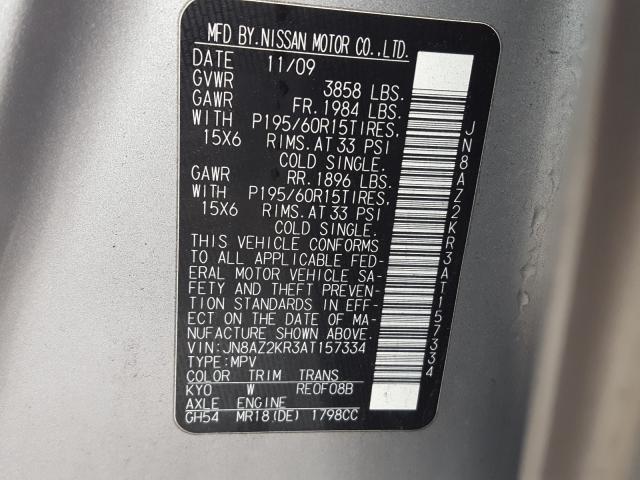 MFD BY.NISSAN MOTOR CO.,LTD.
DATE 11/09
GVWR 3858 LBS.
GAWR FR. 1984 LBS.
WITH P195/60R15TIRES,
15X6 RIMS.AT 33 PSI
COLD SINGLE.
GAWR RR. 1896 LBS.
WITH P195/60R15TIRES,
15X6 RIMS.AT 33 PSI
COLD SINGLE.
THIS VEHICLE CONFORMS
TO ALL APPLICABLE FED-
ERAL MOTOR VEHICLE SA-
FETY AND THEFT PREVEN-
TION STANDARDS IN EFF-
ECT ON THE DATE OF MA-
NUFACTURE SHOWN ABOVE.
VIN:JN8AZ2KR3AT157334
TYPE:MPV
COLOR TRIM TRANS
KY0 W RE0F08B
AXLE ENGINE
GH54 MR18(DE) 1798CC
JN8AZ2KR3AT157334